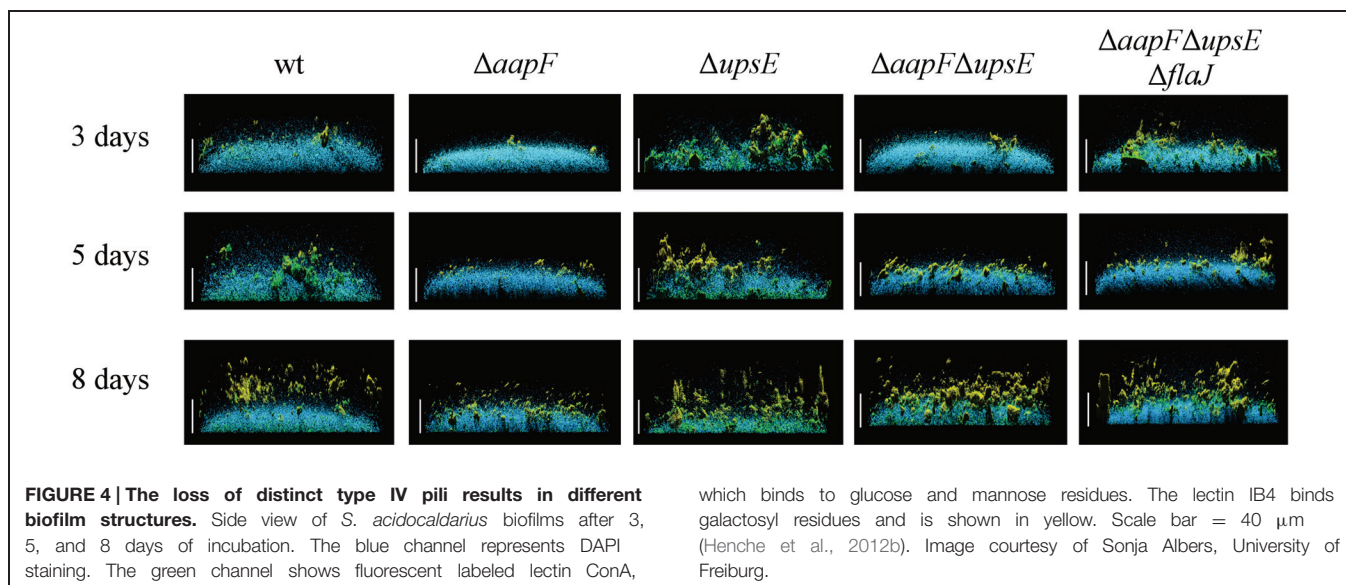 wt ΔaapF ΔupsE ΔaapFΔupsE ΔaapFΔupsE
ΔflaJ
3 days
5 days
8 days
FIGURE 4 | The loss of distinct type IV pili results in different
biofilm structures. Side view of S. acidocaldarius biofilms after 3,
5, and 8 days of incubation. The blue channel represents DAPI
staining. The green channel shows fluorescent labeled lectin ConA,
which binds to glucose and mannose residues. The lectin IB4 binds
galactosyl residues and is shown in yellow. Scale bar = 40 μm
(Henche et al., 2012b). Image courtesy of Sonja Albers, University of
Freiburg.